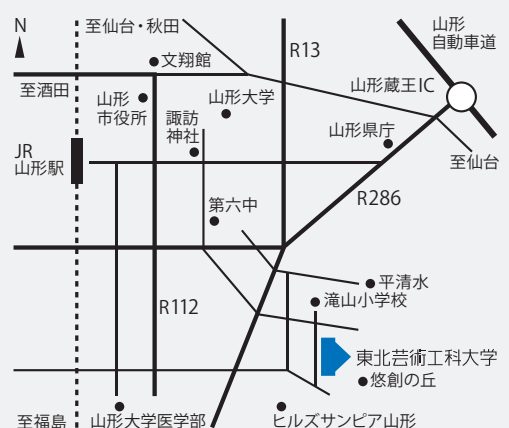 N
至仙台・秋田
R13
山形
自動車道
文翔館
至酒田
山形
市役所
山形大学
山形蔵王IC
諏訪
神社
山形県庁
JR
山形駅
至仙台
R286
第六中
平清水
滝山小学校
R112
東北芸術工科大学
悠創の丘
至福島
山形大学医学部
ヒルズサンピア山形